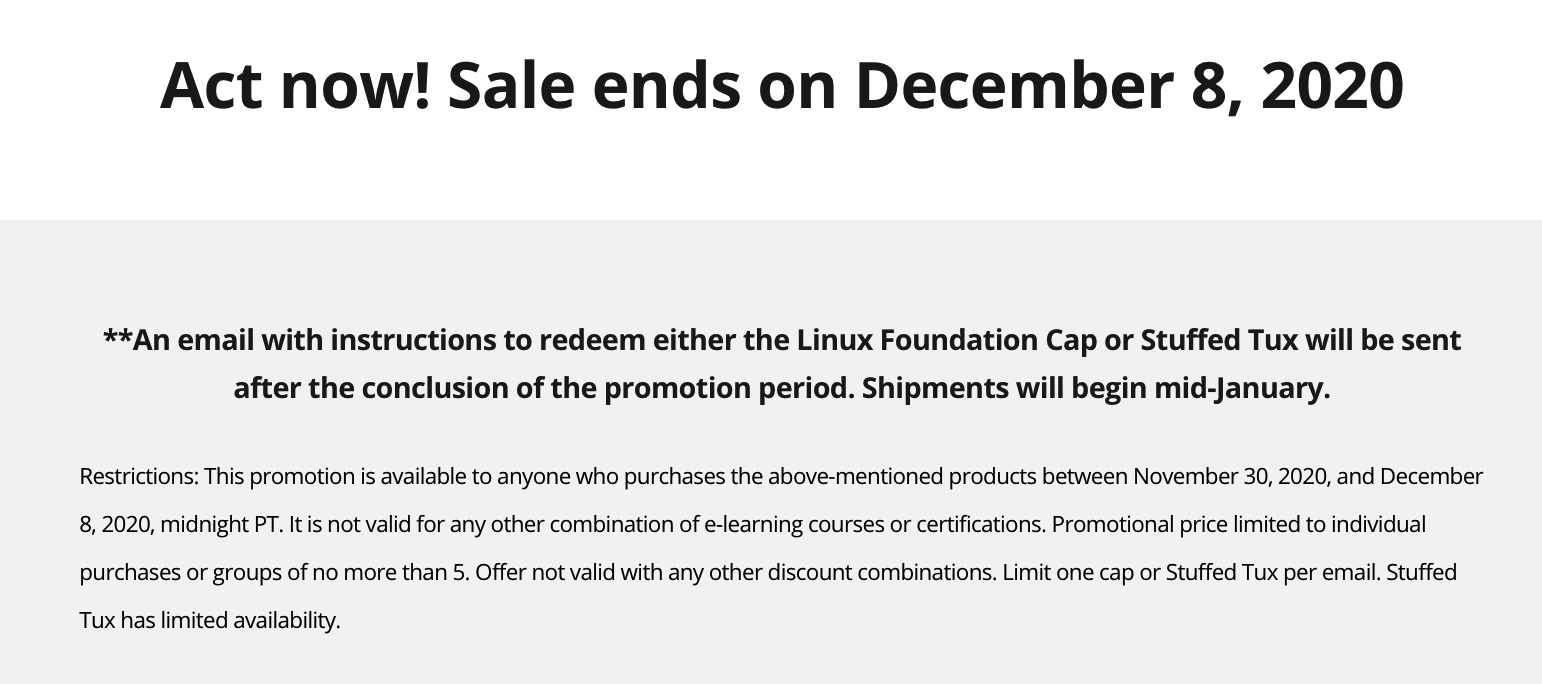 Act now! Sale ends on December 8, 2020
**An email with instructions to redeem either the Linux Foundation Cap or Stuffed Tux will be sent
after the conclusion of the promotion period. Shipments will begin mid-January.
Restrictions: This promotion is available to anyone who purchases the above-mentioned products between November 30, 2020, and December
8, 2020, midnight PT. It is not valid for any other combination of e-learning courses or certifications. Promotional price limited to individual
purchases or groups of no more than 5. Offer not valid with any other discount combinations. Limit one cap or Stuffed Tux per email. Stuffed
Tux has limited availability.